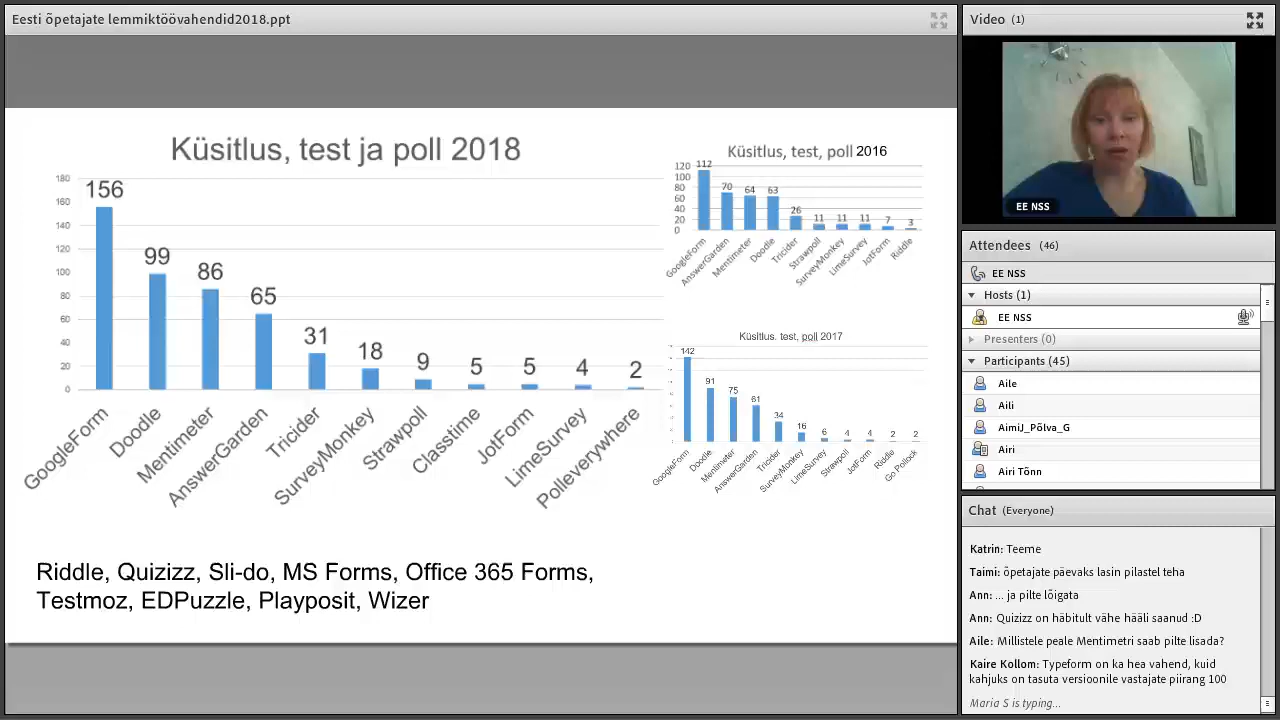 Eesti õpetajate lemmiktöövahendid2018.ppt
Küsitlus, test ja poll 2018
180
160
140
120
100
80
60
40
20
0
156
99
86
65
31
18
9
5
5
4
2
GoogleForm
Doodle
Mentimeter
AnswerGarden
Tricider
SurveyMonkey
Strawpoll
Classtime
JotForm
LimeSurvey
Polleverywhere
Riddle, Quizizz, Sli-do, MS Forms, Office 365 Forms,
Testmoz, EDPuzzle, Playposit, Wizer
Küsitlus, test, poll 2016
120
100
80
60
40
20
0
112
70
64
63
26
11
11
11
7
3
GoogleForm
AnswerGarden
Mentimeter
Doodle
Tricider
Strawpoll
SurveyMonkey
LimeSurvey
JotForm
Riddle
Küsitlus. test, poll 2017
142
91
75
61
34
16
6
4
4
2
2
GoogleForm
Doodle
Mentimeter
AnswerGarden
Tricider
SurveyMonkey
LimeSurvey
Strawpoll
JotForm
Riddle
Go Pollock
Video (1)
EE NSS
Attendees (46)
EE NSS
Hosts (1)
EE NSS
Presenters (0)
Participants (45)
Aile
Aili
AimiJ_Põlva_G
Airi
Airi Tõnn
Chat (Everyone)
Katrin: Teeme
Taimi: õpetajate päevaks lasin pilastel teha
Ann: ... ja pilte lõigata
Ann: Quizizz on häbitult vähe hääli saanud :D
Aile: Millistele peale Mentimetri saab pilte lisada?
Kaire Kollom: Typeform on ka hea vahend, kuid
kahjuks on tasuta versioonile vastajate piirang 100
Maria S is typing...